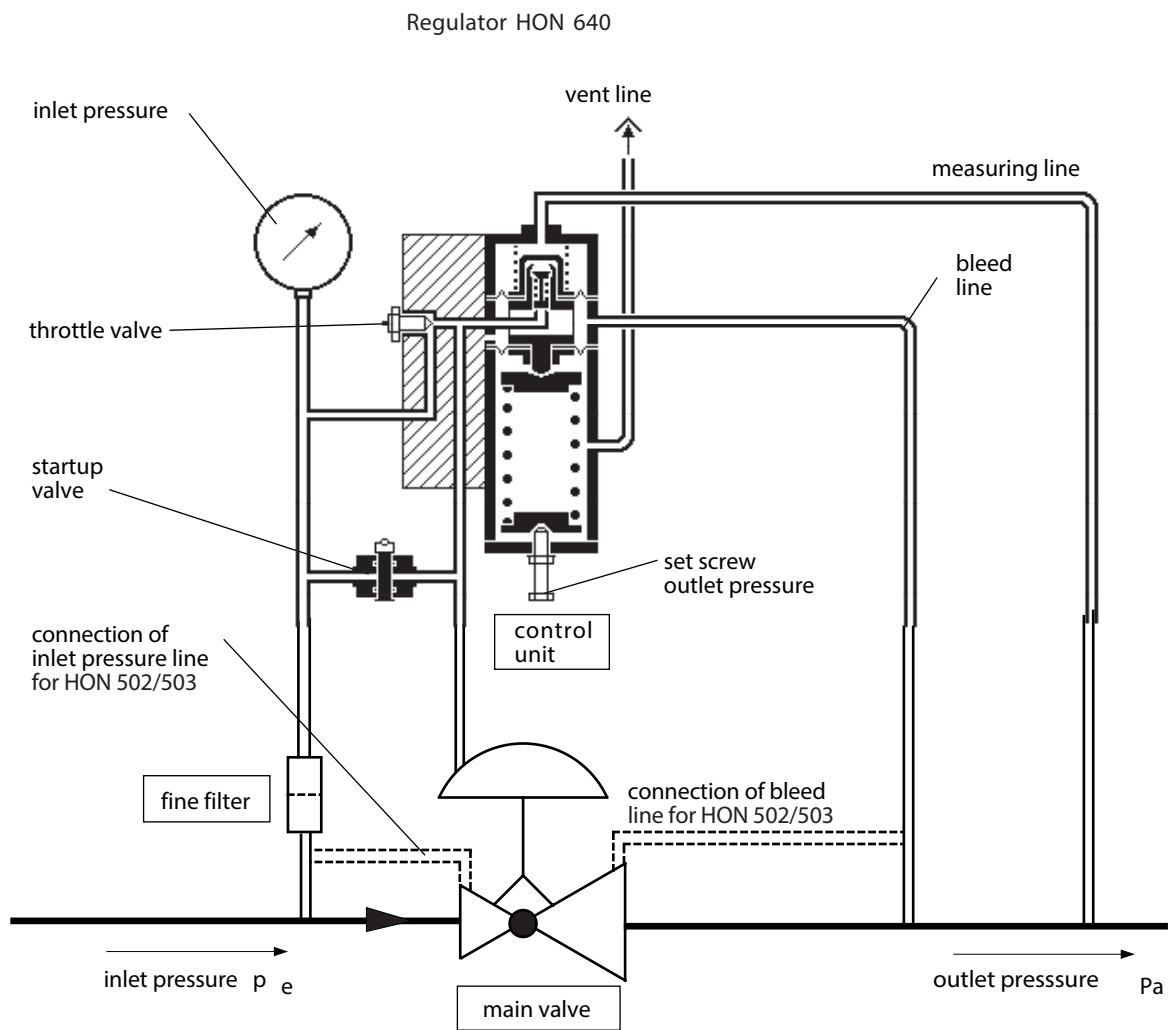 Regulator HON 640
vent line
inlet pressure
measuring line
bleed
line
throttle valve
startup
valve
set screw
outlet pressure
control
unit
connection of
inlet pressure line
for HON 502/503
fine filter
connection of bleed
line for HON 502/503
inlet pressure p e
main valve
outlet presssure Pa